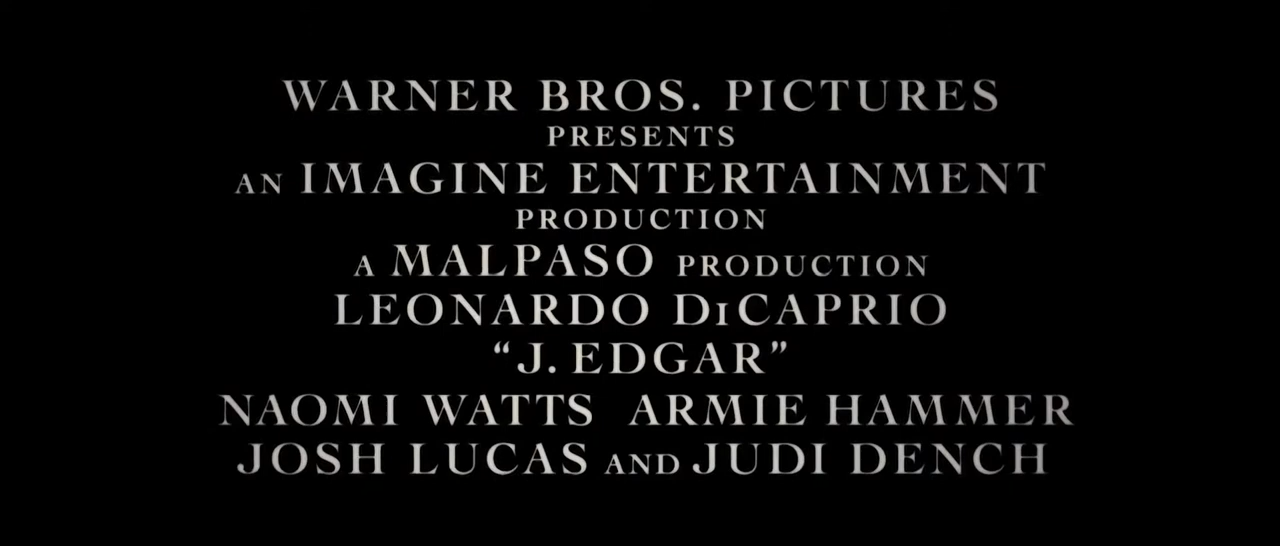 WARNER BROS. PICTURES
PRESENTS
AN IMAGINE ENTERTAINMENT
PRODUCTION
A MALPASO PRODUCTION
LEONARDO DiCAPRIO
“J. EDGAR”
NAOMI WATTS ARMIE HAMMER
JOSH LUCAS AND JUDI DENCH